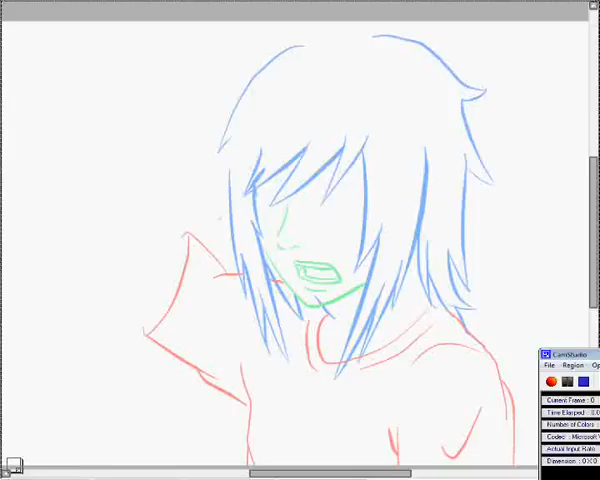 CamStudio
File Region Op
Current Frame : 0
Time Elapsed : 0.0
Number of Colors :
Codec : Microsoft V
Actual Input Rate
Dimension : 0 X 0